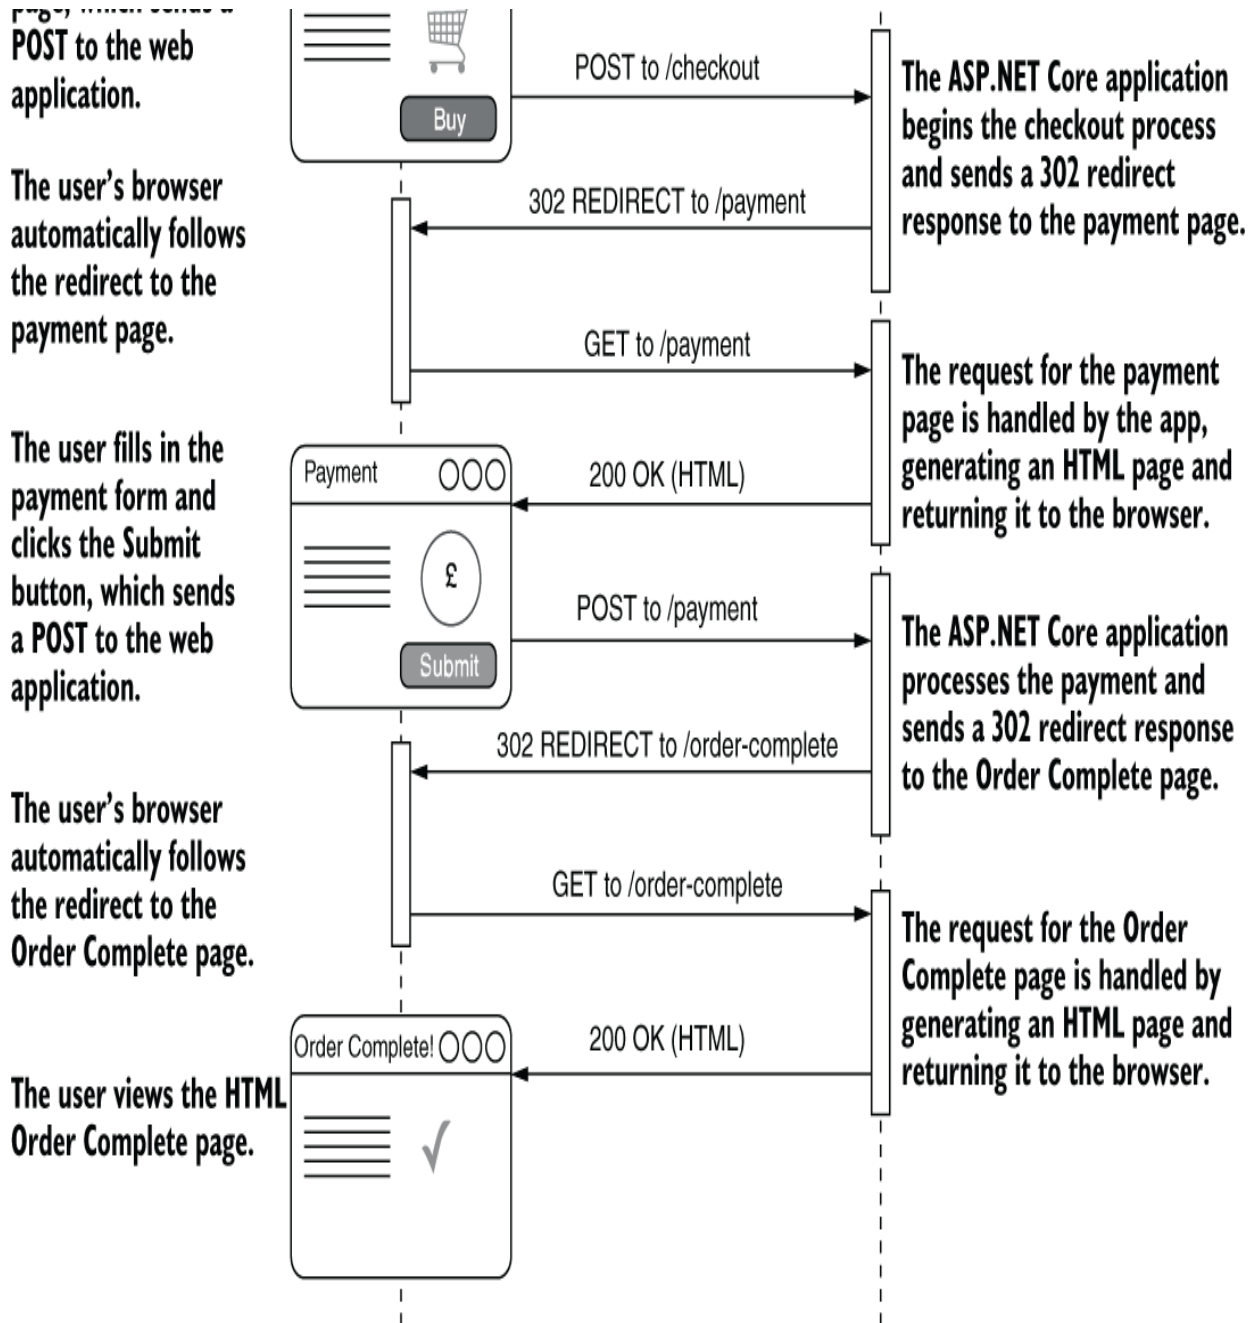 page, which sends a
POST to the web
application.
Buy
POST to /checkout
The ASP.NET Core application
begins the checkout process
and sends a 302 redirect
response to the payment page.
The user's browser
automatically follows
the redirect to the
payment page.
302 REDIRECT to /payment
GET to /payment
The request for the payment
page is handled by the app,
generating an HTML page and
returning it to the browser.
The user fills in the
payment form and
clicks the Submit
button, which sends
a POST to the web
application.
Payment
£
Submit
200 OK (HTML)
POST to /payment
The ASP.NET Core application
processes the payment and
sends a 302 redirect response
to the Order Complete page.
302 REDIRECT to /order-complete
The user's browser
automatically follows
the redirect to the
Order Complete page.
GET to /order-complete
The request for the Order
Complete page is handled by
generating an HTML page and
returning it to the browser.
Order Complete!
200 OK (HTML)
The user views the HTML
Order Complete page.